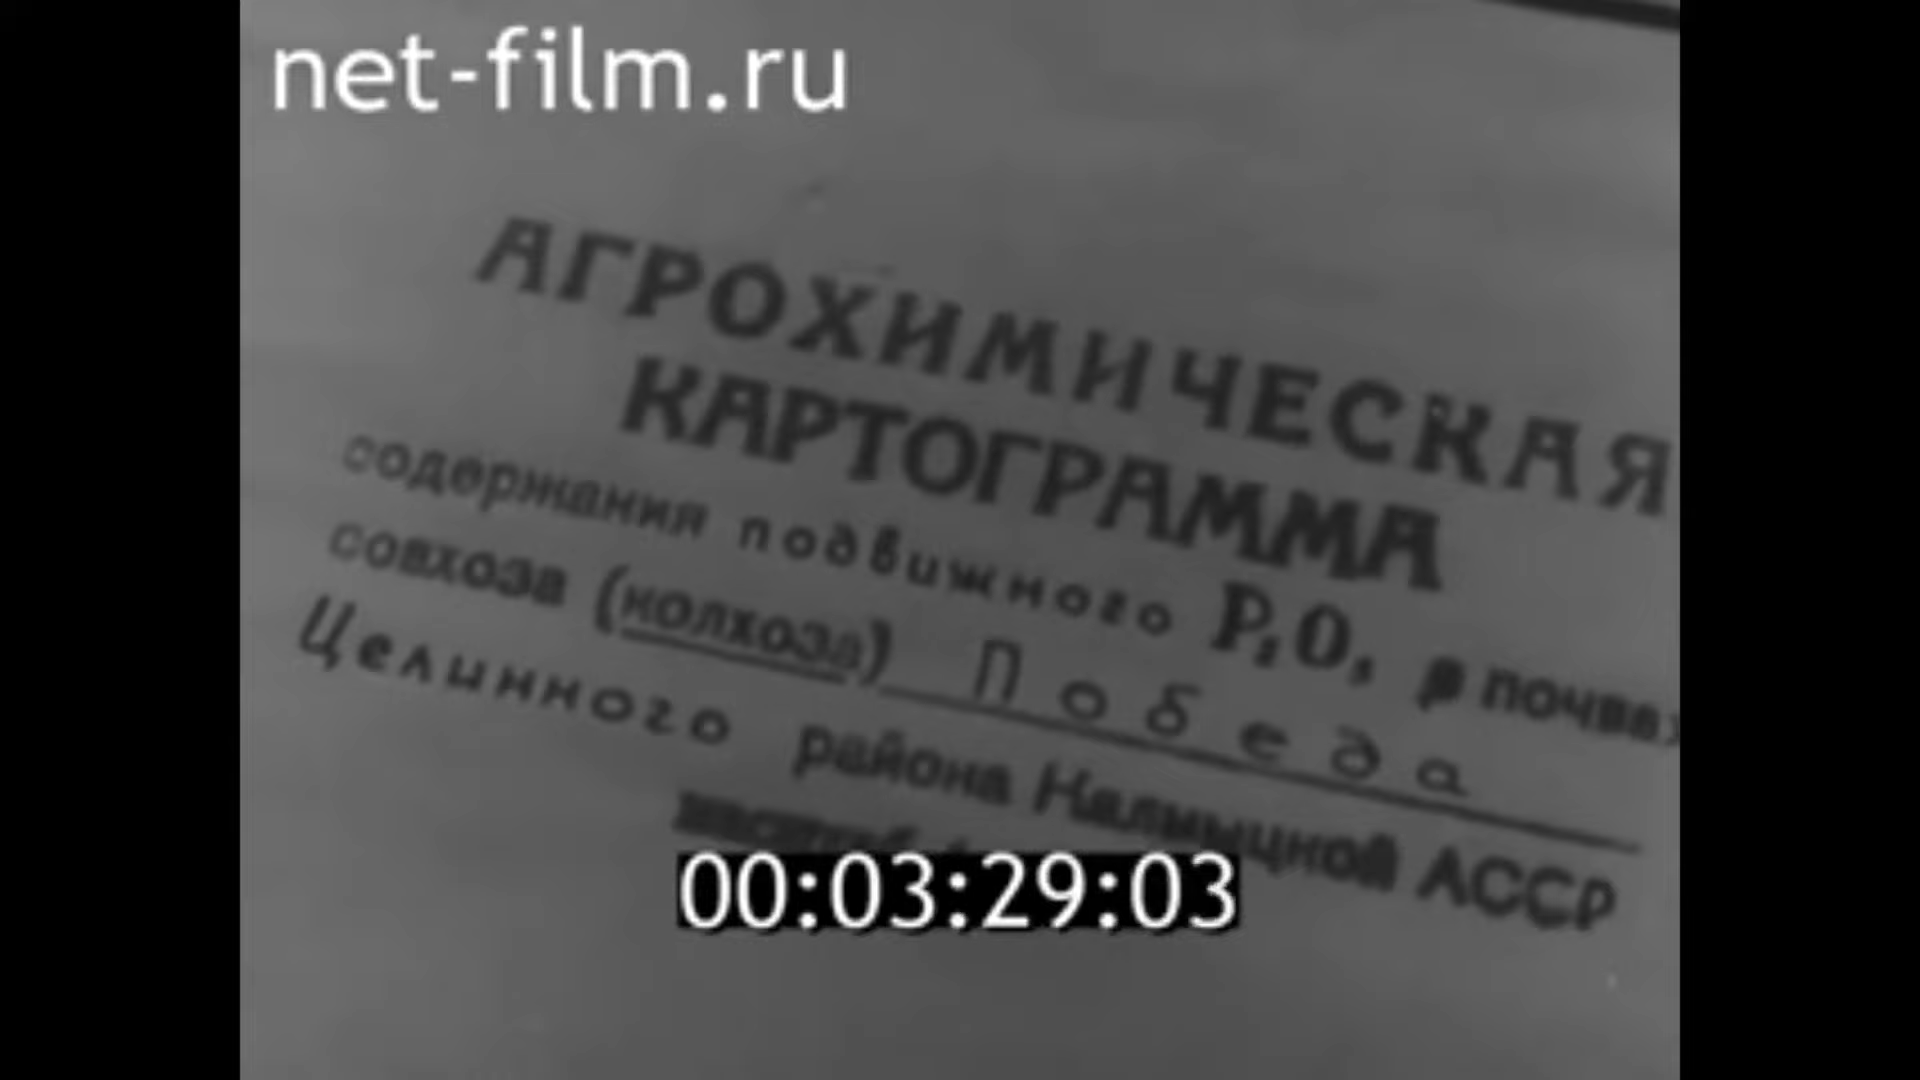 net-film.ru
АГРОХИМИЧЕСКАЯ
КАРТОГРАММА
содержания подвижного P₂O₅ в почвах
совхоза (колхоза) Победа
Целинного района Калмыцкой АССР
масштаб
00:03:29:03